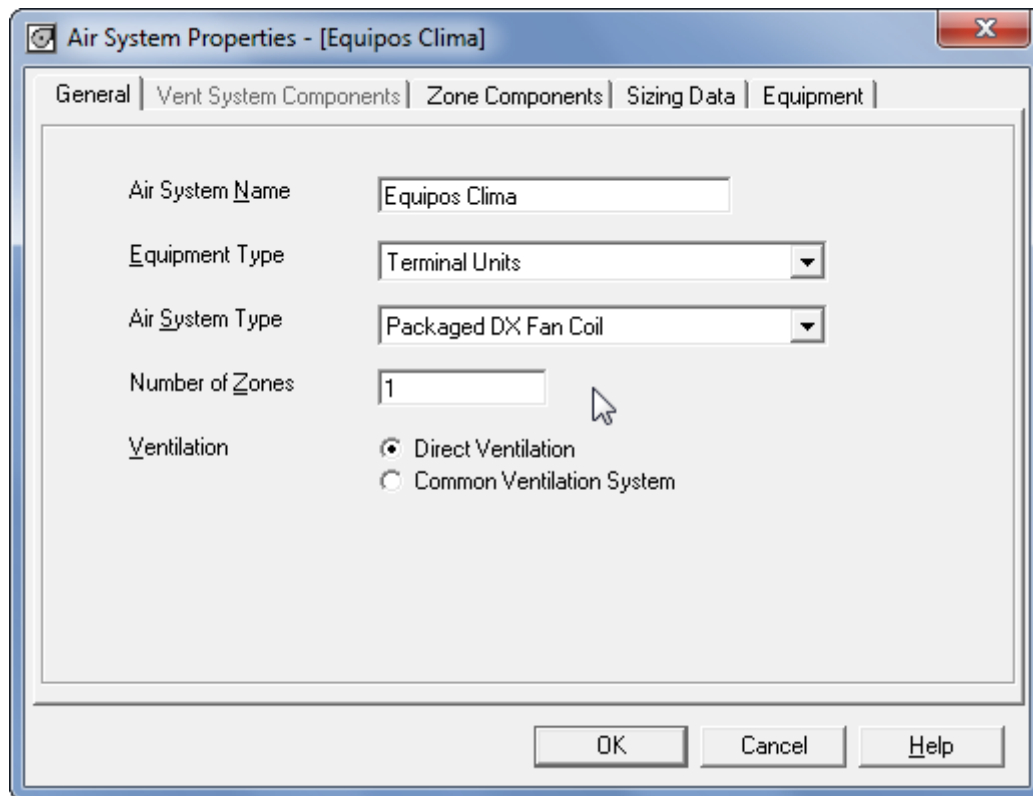 Air System Properties - [Equipos Clima]
General Vent System Components Zone Components Sizing Data Equipment
Air System Name Equipos Clima
Equipment Type Terminal Units
Air System Type Packaged DX Fan Coil
Number of Zones 1
Ventilation Direct Ventilation
Common Ventilation System
OK Cancel Help